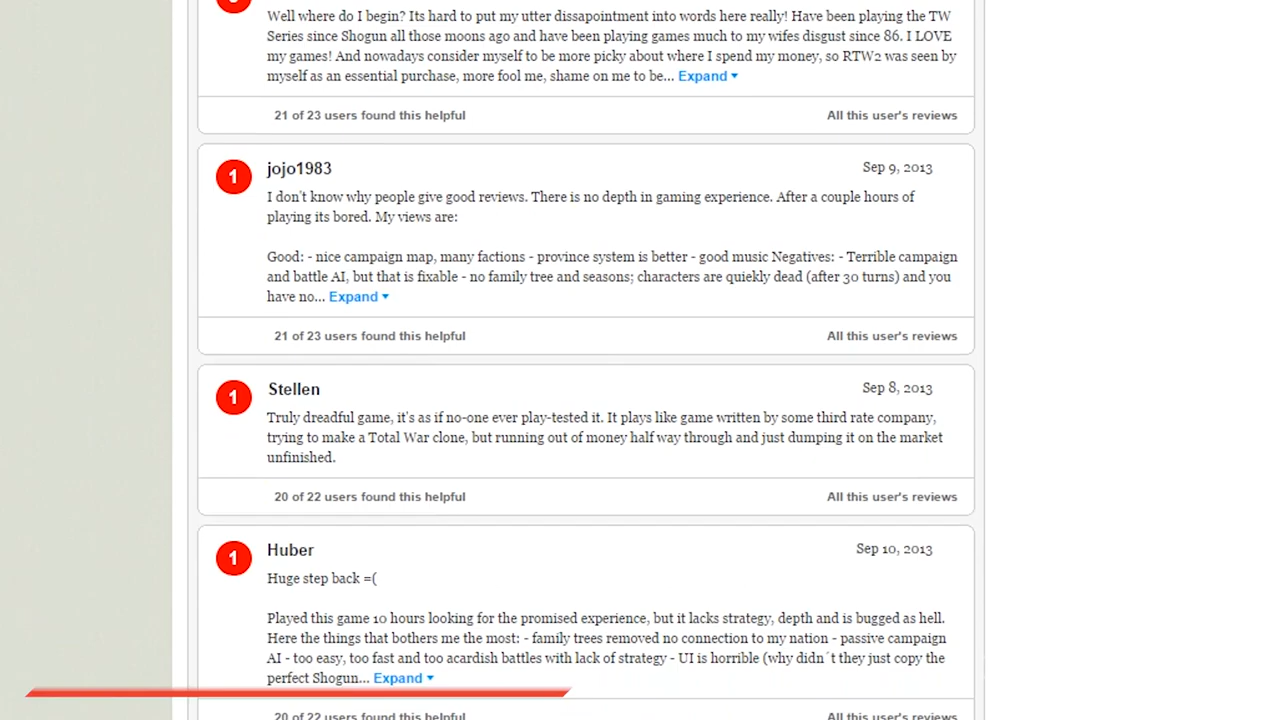 Well where do I begin? Its hard to put my utter dissapointment into words here really! Have been playing the TW
Series since Shogun all those moons ago and have been playing games much to my wifes disgust since 86. I LOVE
my games! And nowadays consider myself to be more picky about where I spend my money, so RTW2 was seen by
myself as an essential purchase, more fool me, shame on me to be... Expand
21 of 23 users found this helpful
All this user's reviews
1
jojo1983
Sep 9, 2013
I don't know why people give good reviews. There is no depth in gaming experience. After a couple hours of
playing its bored. My views are:
Good: - nice campaign map, many factions - province system is better - good music Negatives: - Terrible campaign
and battle AI, but that is fixable - no family tree and seasons; characters are quiekly dead (after 30 turns) and you
have no... Expand
21 of 23 users found this helpful
All this user's reviews
1
Stellen
Sep 8, 2013
Truly dreadful game, it's as if no-one ever play-tested it. It plays like game written by some third rate company,
trying to make a Total War clone, but running out of money half way through and just dumping it on the market
unfinished.
20 of 22 users found this helpful
All this user's reviews
1
Huber
Sep 10, 2013
Huge step back =(
Played this game 10 hours looking for the promised experience, but it lacks strategy, depth and is bugged as hell.
Here the things that bothers me the most: - family trees removed no connection to my nation - passive campaign
AI - too easy, too fast and too acardish battles with lack of strategy - UI is horrible (why didn´t they just copy the
perfect Shogun... Expand
20 of 22 users found this helpful
All this user's reviews